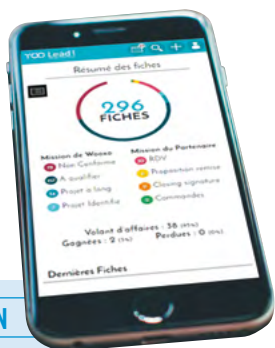 YOO Lead !
Résumé des fiches
296
FICHES
Mission de Waoxo
Non Conforme
A qualifier
Projet a long
Projet Identifié
Mission du Partenaire
RDV
Proposition remise
Closing signature
Commandes
Volant d'affaires : 38
Gagnées : 2 Perdues : 0
Dernières Fiches
N